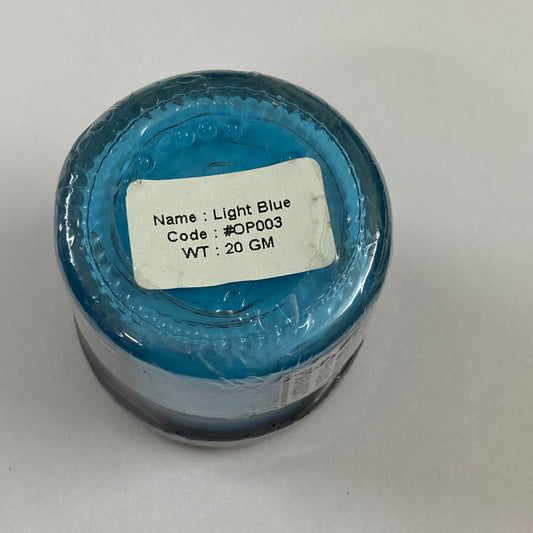 Name : Light Blue
Code : #OP003
WT : 20 GM